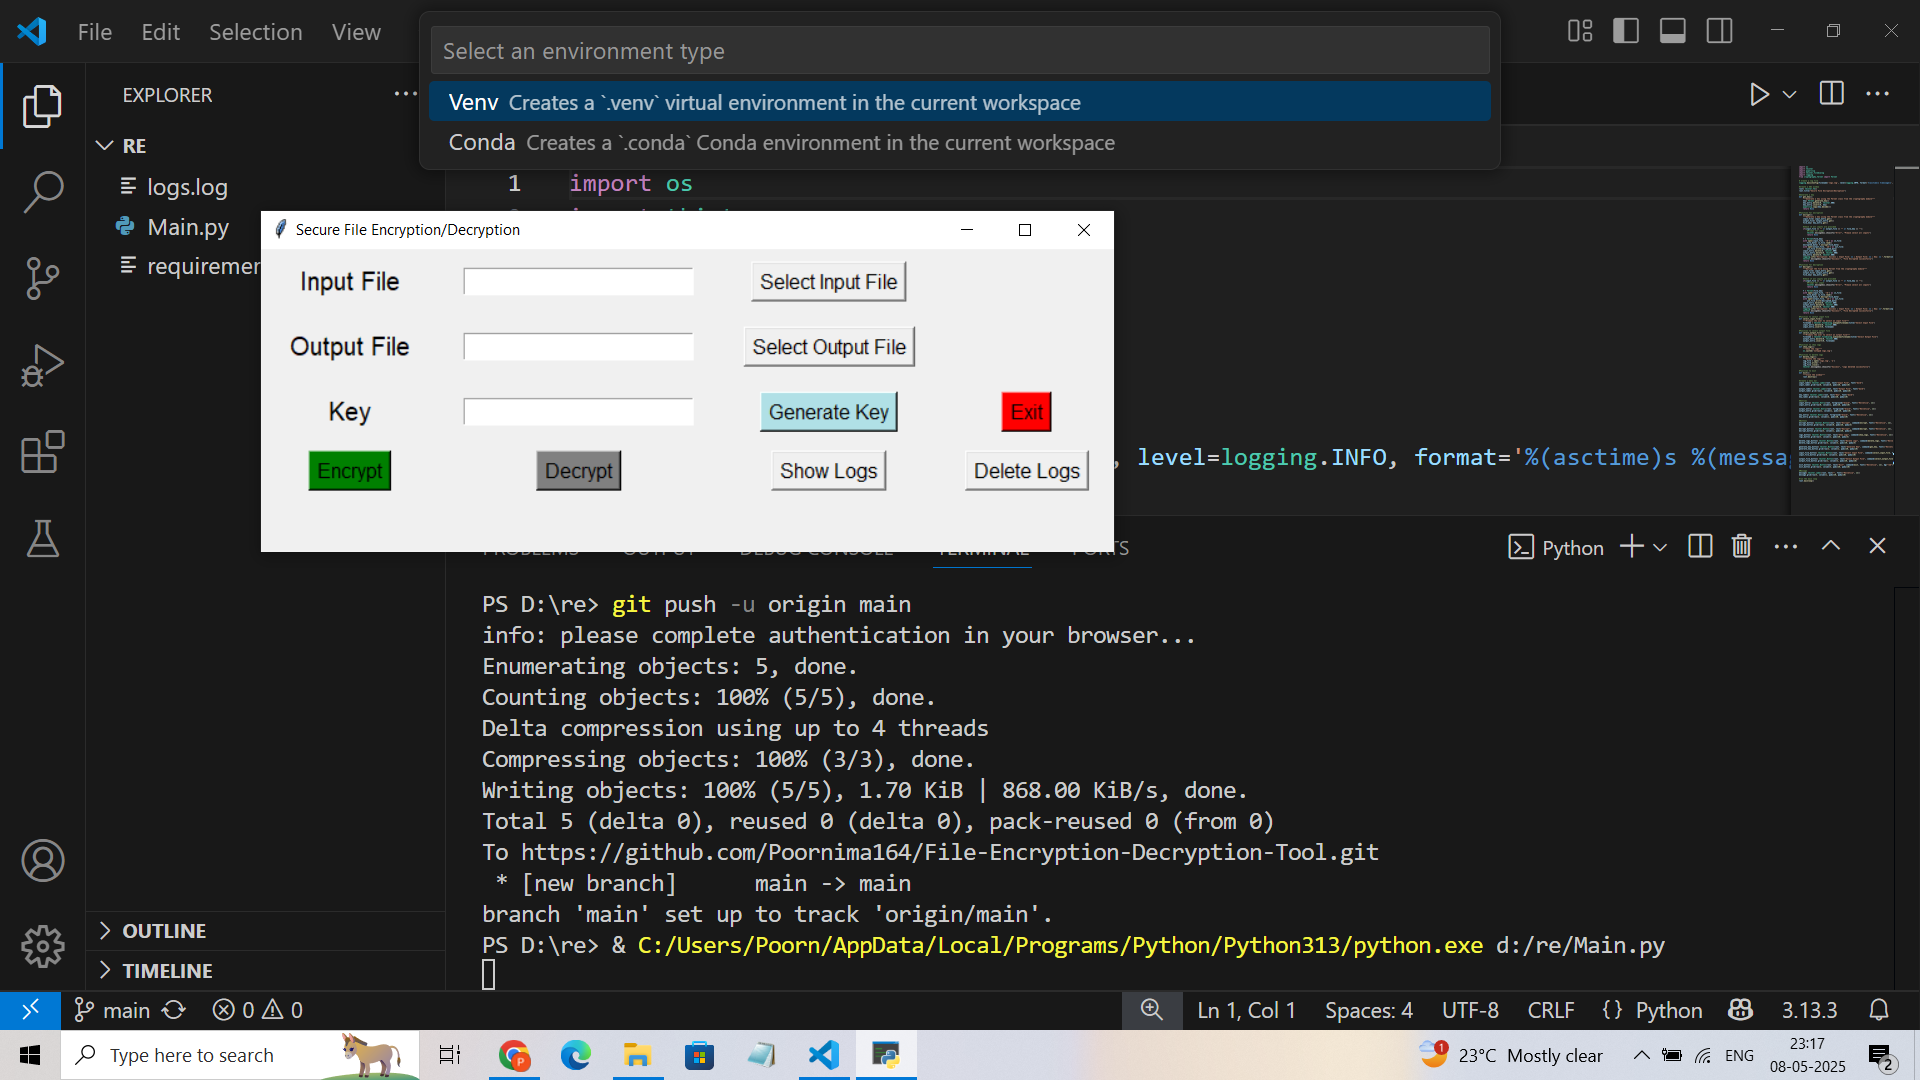 File Edit Selection View
Select an environment type
Venv Creates a `.venv` virtual environment in the current workspace
Conda Creates a `.conda` Conda environment in the current workspace
EXPLORER
RE
logs.log
Main.py
requiremen
1 import os
Secure File Encryption/Decryption
Input File
Select Input File
Output File
Select Output File
Key
Generate Key
Exit
Encrypt
Decrypt
Show Logs
Delete Logs
, level=logging.INFO, format='%(asctime)s %(messa
PROBLEMS OUTPUT DEBUG CONSOLE TERMINAL PORTS
Python
PS D:\re> git push -u origin main
info: please complete authentication in your browser...
Enumerating objects: 5, done.
Counting objects: 100% (5/5), done.
Delta compression using up to 4 threads
Compressing objects: 100% (3/3), done.
Writing objects: 100% (5/5), 1.70 KiB | 868.00 KiB/s, done.
Total 5 (delta 0), reused 0 (delta 0), pack-reused 0 (from 0)
To https://github.com/Poornima164/File-Encryption-Decryption-Tool.git
* [new branch] main -> main
branch 'main' set up to track 'origin/main'.
PS D:\re> & C:/Users/Poorn/AppData/Local/Programs/Python/Python313/python.exe d:/re/Main.py
OUTLINE
TIMELINE
main 0 0
Ln 1, Col 1 Spaces: 4 UTF-8 CRLF {} Python 3.13.3
Type here to search
P
1
23°C Mostly clear
ENG
23:17
08-05-2025
2